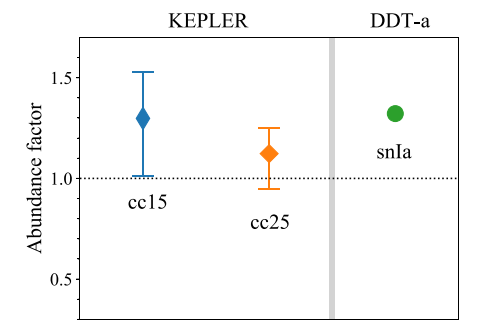 KEPLER DDT-a
1.5
1.0
0.5
Abundance factor
cc15
cc25
snIa